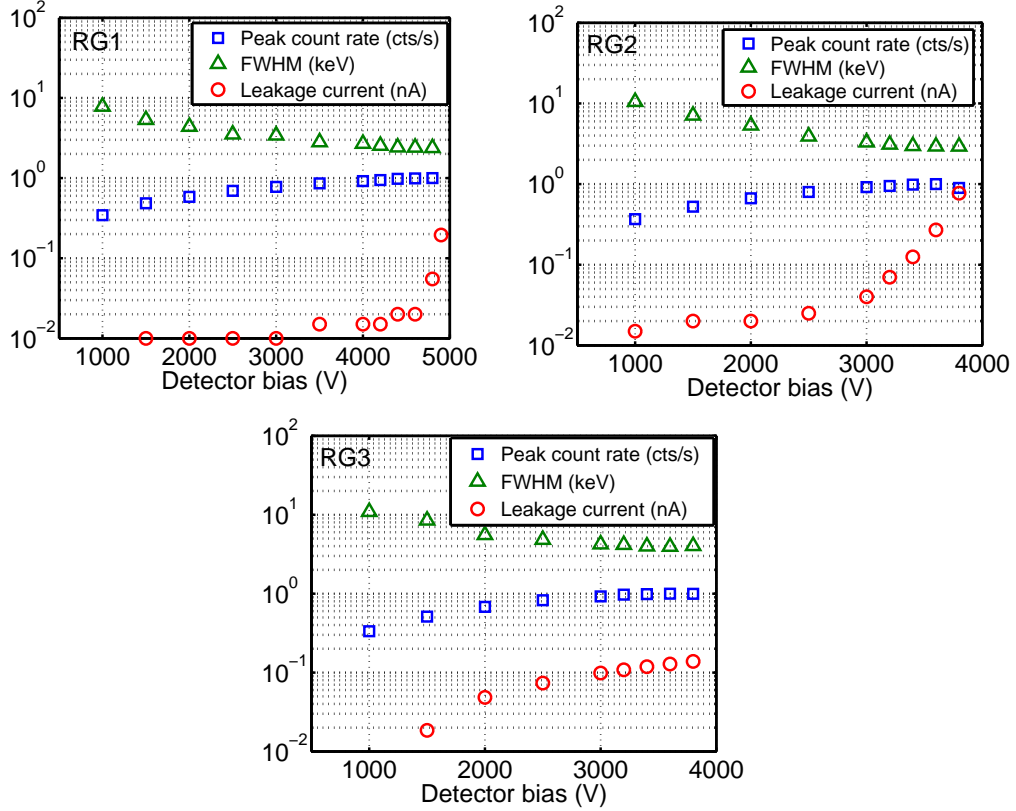 RG1
Peak count rate (cts/s)
FWHM (keV)
Leakage current (nA)
10^2
10^1
10^0
10^-1
10^-2
1000 2000 3000 4000 5000
Detector bias (V)
RG2
Peak count rate (cts/s)
FWHM (keV)
Leakage current (nA)
10^2
10^1
10^0
10^-1
10^-2
1000 2000 3000 4000
Detector bias (V)
RG3
Peak count rate (cts/s)
FWHM (keV)
Leakage current (nA)
10^2
10^1
10^0
10^-1
10^-2
1000 2000 3000 4000
Detector bias (V)